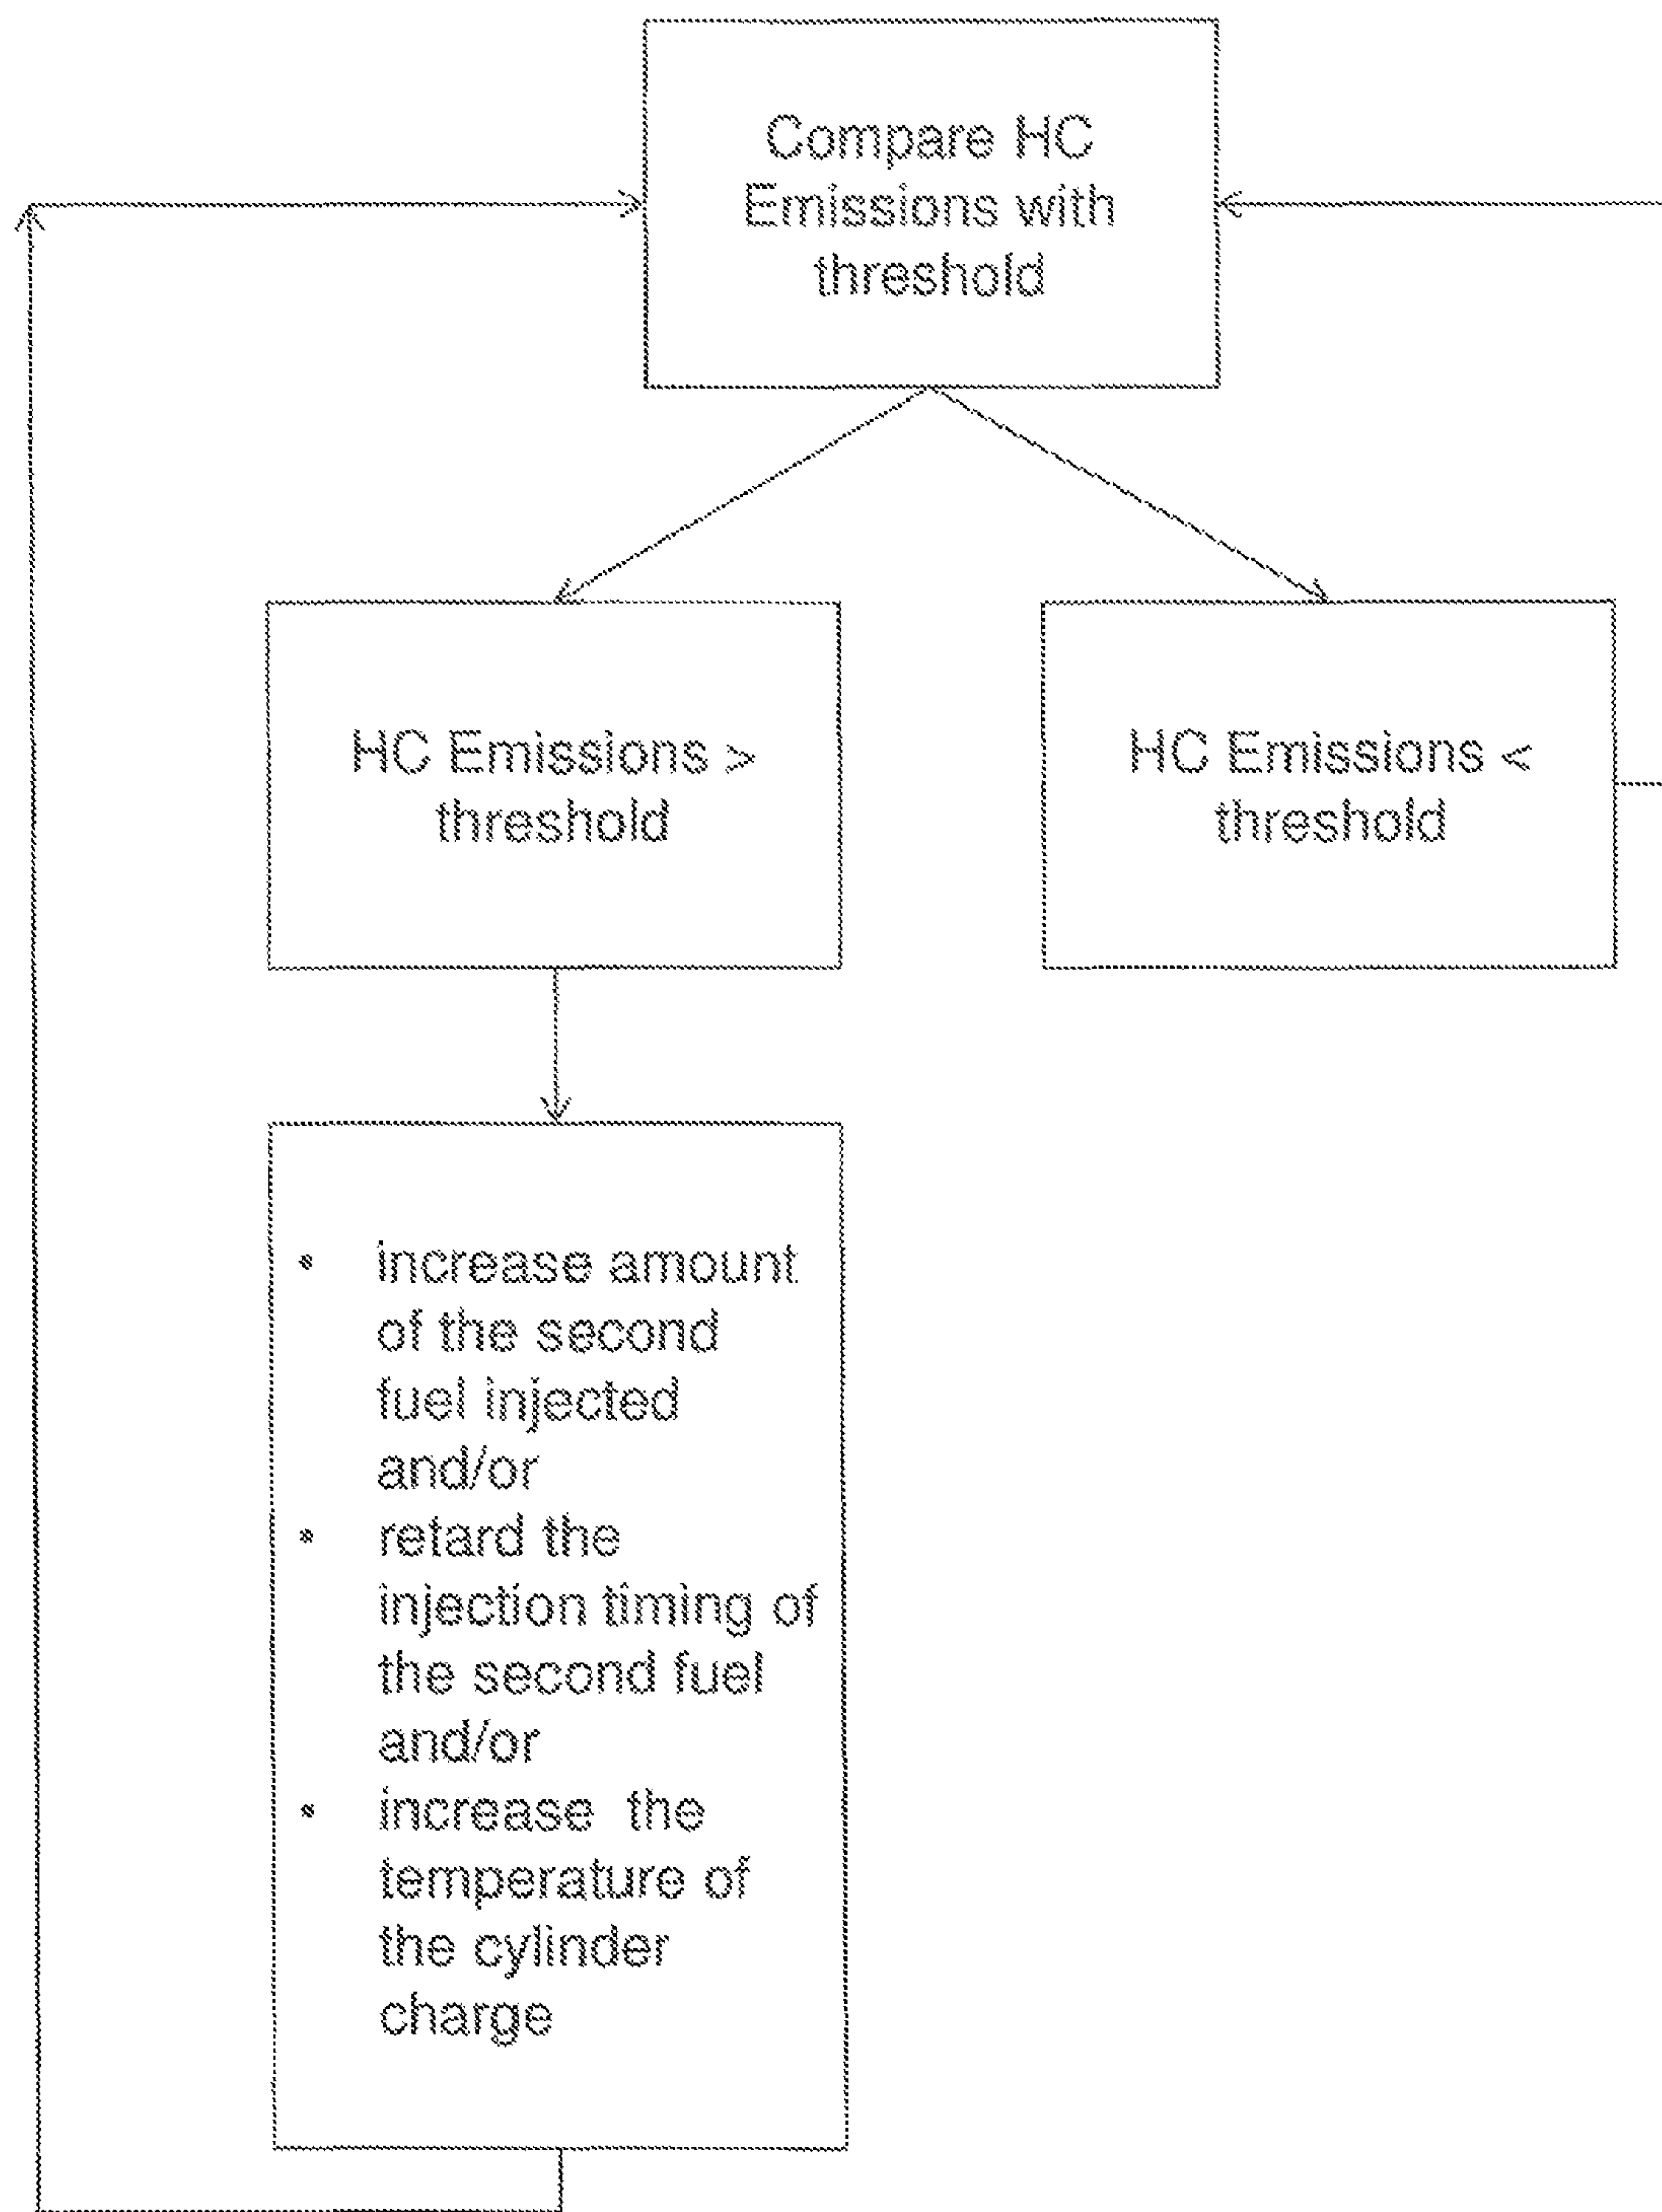 Compare HC
Emissions with
threshold
HC Emissions >
threshold
HC Emissions <
threshold
• increase amount
of the second
fuel injected
and/or
• retard the
injection timing of
the second fuel
and/or
• increase the
temperature of
the cylinder
charge